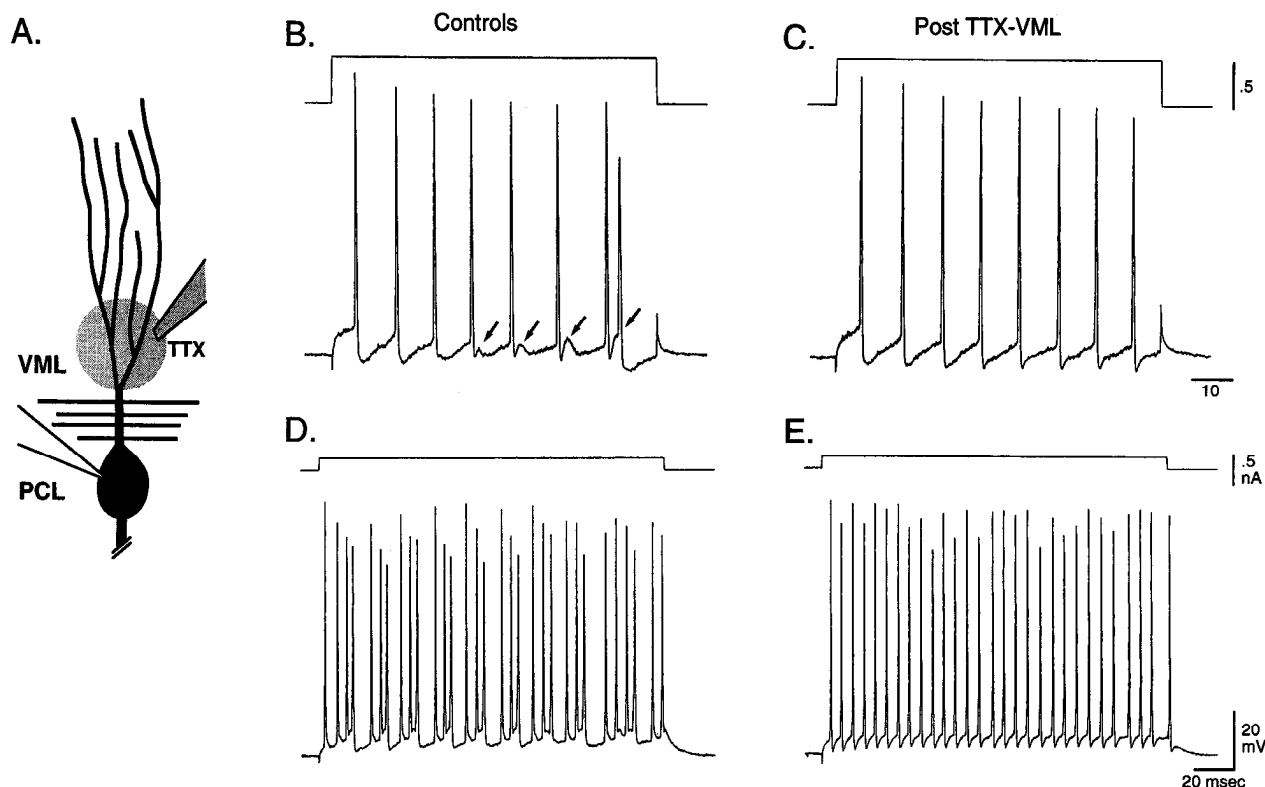 A.
B.
Controls
C.
Post TTX-VML
.5
VML
TTX
10
PCL
D.
E.
.5
nA
20
mV
20 msec